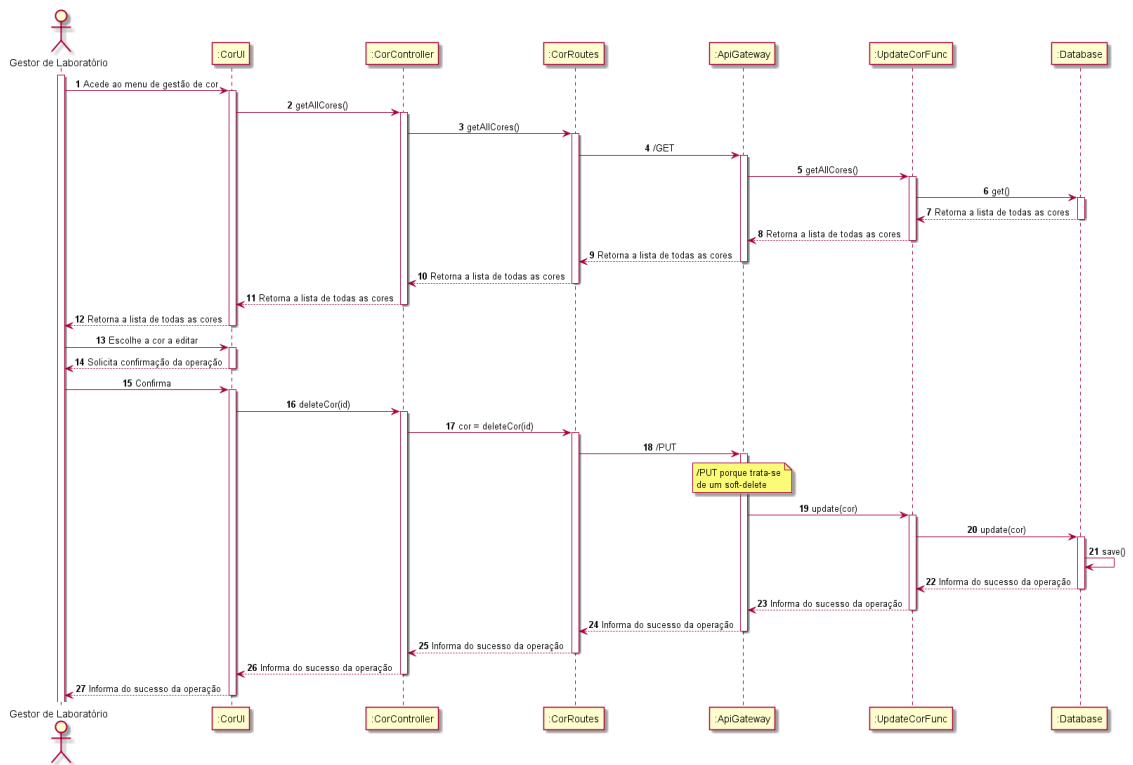 Gestor de Laboratório
:CorUI
:CorController
:CorRoutes
:ApiGateway
:UpdateCorFunc
:Database
1 Acede ao menu de gestão de cor
2 getAllCores()
3 getAllCores()
4 /GET
5 getAllCores()
6 get()
7 Retorna a lista de todas as cores
8 Retorna a lista de todas as cores
9 Retorna a lista de todas as cores
10 Retorna a lista de todas as cores
11 Retorna a lista de todas as cores
12 Retorna a lista de todas as cores
13 Escolhe a cor a editar
14 Solicita confirmação da operação
15 Confirma
16 deleteCor(id)
17 cor = deleteCor(id)
18 /PUT
/PUT porque trata-se
de um soft-delete
19 update(cor)
20 update(cor)
21 save()
22 Informa do sucesso da operação
23 Informa do sucesso da operação
24 Informa do sucesso da operação
25 Informa do sucesso da operação
26 Informa do sucesso da operação
27 Informa do sucesso da operação
Gestor de Laboratório
:CorUI
:CorController
:CorRoutes
:ApiGateway
:UpdateCorFunc
:Database